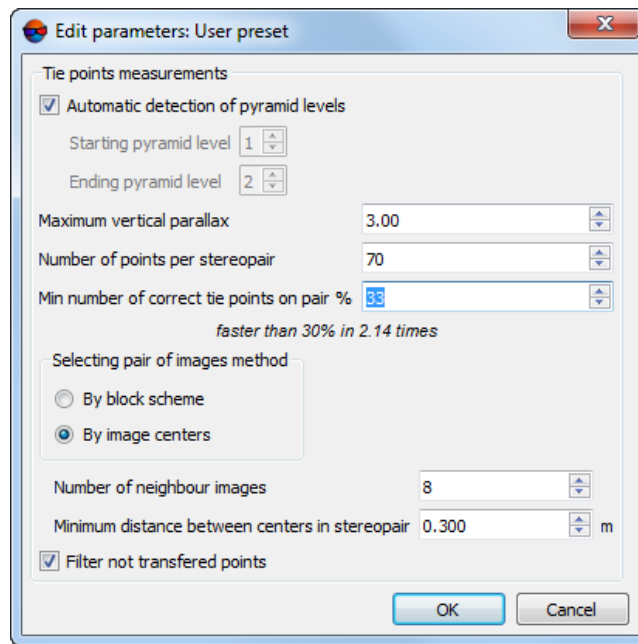 Edit parameters: User preset
Tie points measurements
Automatic detection of pyramid levels
Starting pyramid level 1
Ending pyramid level 2
Maximum vertical parallax 3.00
Number of points per stereopair 70
Min number of correct tie points on pair % 33
faster than 30% in 2.14 times
Selecting pair of images method
By block scheme
By image centers
Number of neighbour images 8
Minimum distance between centers in stereopair 0.300 m
Filter not transfered points
OK Cancel